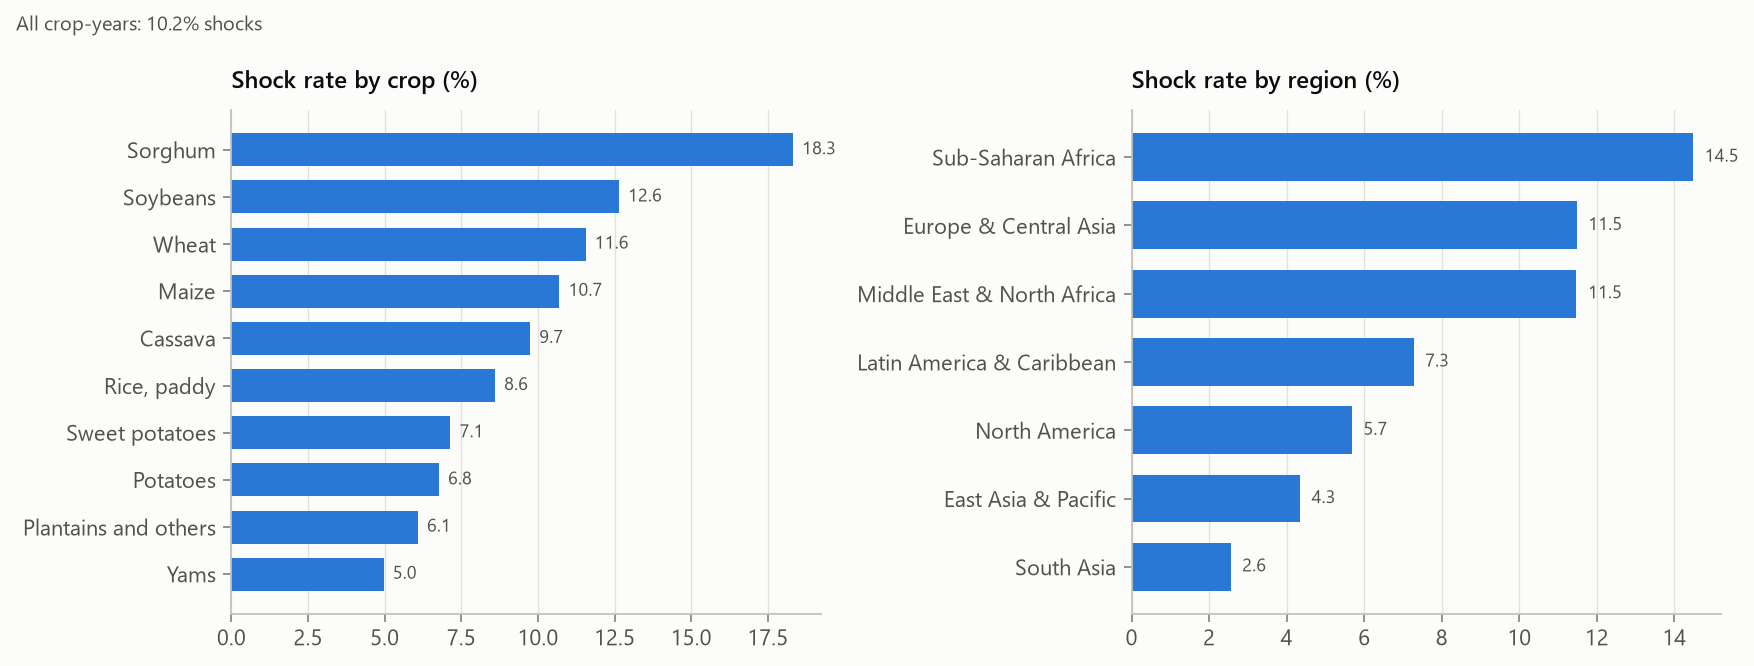 All crop-years: 10.2% shocks
Shock rate by crop (%)
Sorghum 18.3
Soybeans 12.6
Wheat 11.6
Maize 10.7
Cassava 9.7
Rice, paddy 8.6
Sweet potatoes 7.1
Potatoes 6.8
Plantains and others 6.1
Yams 5.0
0.0 2.5 5.0 7.5 10.0 12.5 15.0 17.5
Shock rate by region (%)
Sub-Saharan Africa 14.5
Europe & Central Asia 11.5
Middle East & North Africa 11.5
Latin America & Caribbean 7.3
North America 5.7
East Asia & Pacific 4.3
South Asia 2.6
0 2 4 6 8 10 12 14